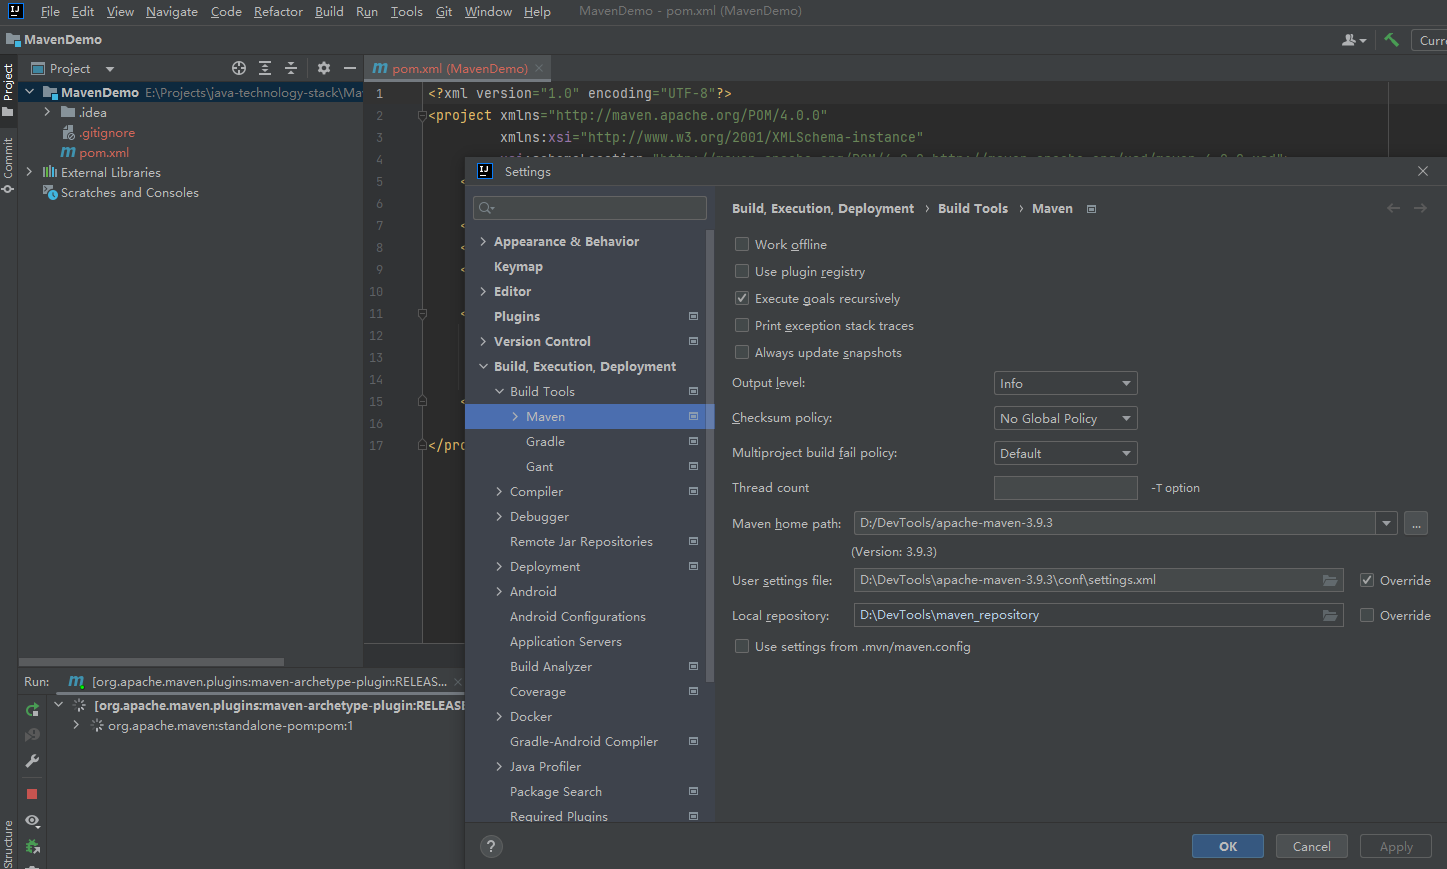 File Edit View Navigate Code Refactor Build Run Tools Git Window Help MavenDemo - pom.xml (MavenDemo)
MavenDemo
Curre
Project
Commit
Structure
Project
MavenDemo E:\Projects\java-technology-stack\Ma
.idea
.gitignore
pom.xml
External Libraries
Scratches and Consoles
pom.xml (MavenDemo)
1 <?xml version="1.0" encoding="UTF-8"?>
2 <project xmlns="http://maven.apache.org/POM/4.0.0"
3 xmlns:xsi="http://www.w3.org/2001/XMLSchema-instance"
4
5 <
6
7 <
8 <
9 <
10
11 <
12
13
14
15 <
16
17 </pro
Settings
Appearance & Behavior
Keymap
Editor
Plugins
Version Control
Build, Execution, Deployment
Build Tools
Maven
Gradle
Gant
Compiler
Debugger
Remote Jar Repositories
Deployment
Android
Android Configurations
Application Servers
Build Analyzer
Coverage
Docker
Gradle-Android Compiler
Java Profiler
Package Search
Required Plugins
Build, Execution, Deployment › Build Tools › Maven
Work offline
Use plugin registry
Execute goals recursively
Print exception stack traces
Always update snapshots
Output level: Info
Checksum policy: No Global Policy
Multiproject build fail policy: Default
Thread count -T option
Maven home path: D:/DevTools/apache-maven-3.9.3 ...
(Version: 3.9.3)
User settings file: D:\DevTools\apache-maven-3.9.3\conf\settings.xml Override
Local repository: D:\DevTools\maven_repository Override
Use settings from .mvn/maven.config
? OK Cancel Apply
Run: [org.apache.maven.plugins:maven-archetype-plugin:RELEAS...
[org.apache.maven.plugins:maven-archetype-plugin:RELEASE
org.apache.maven:standalone-pom:pom:1